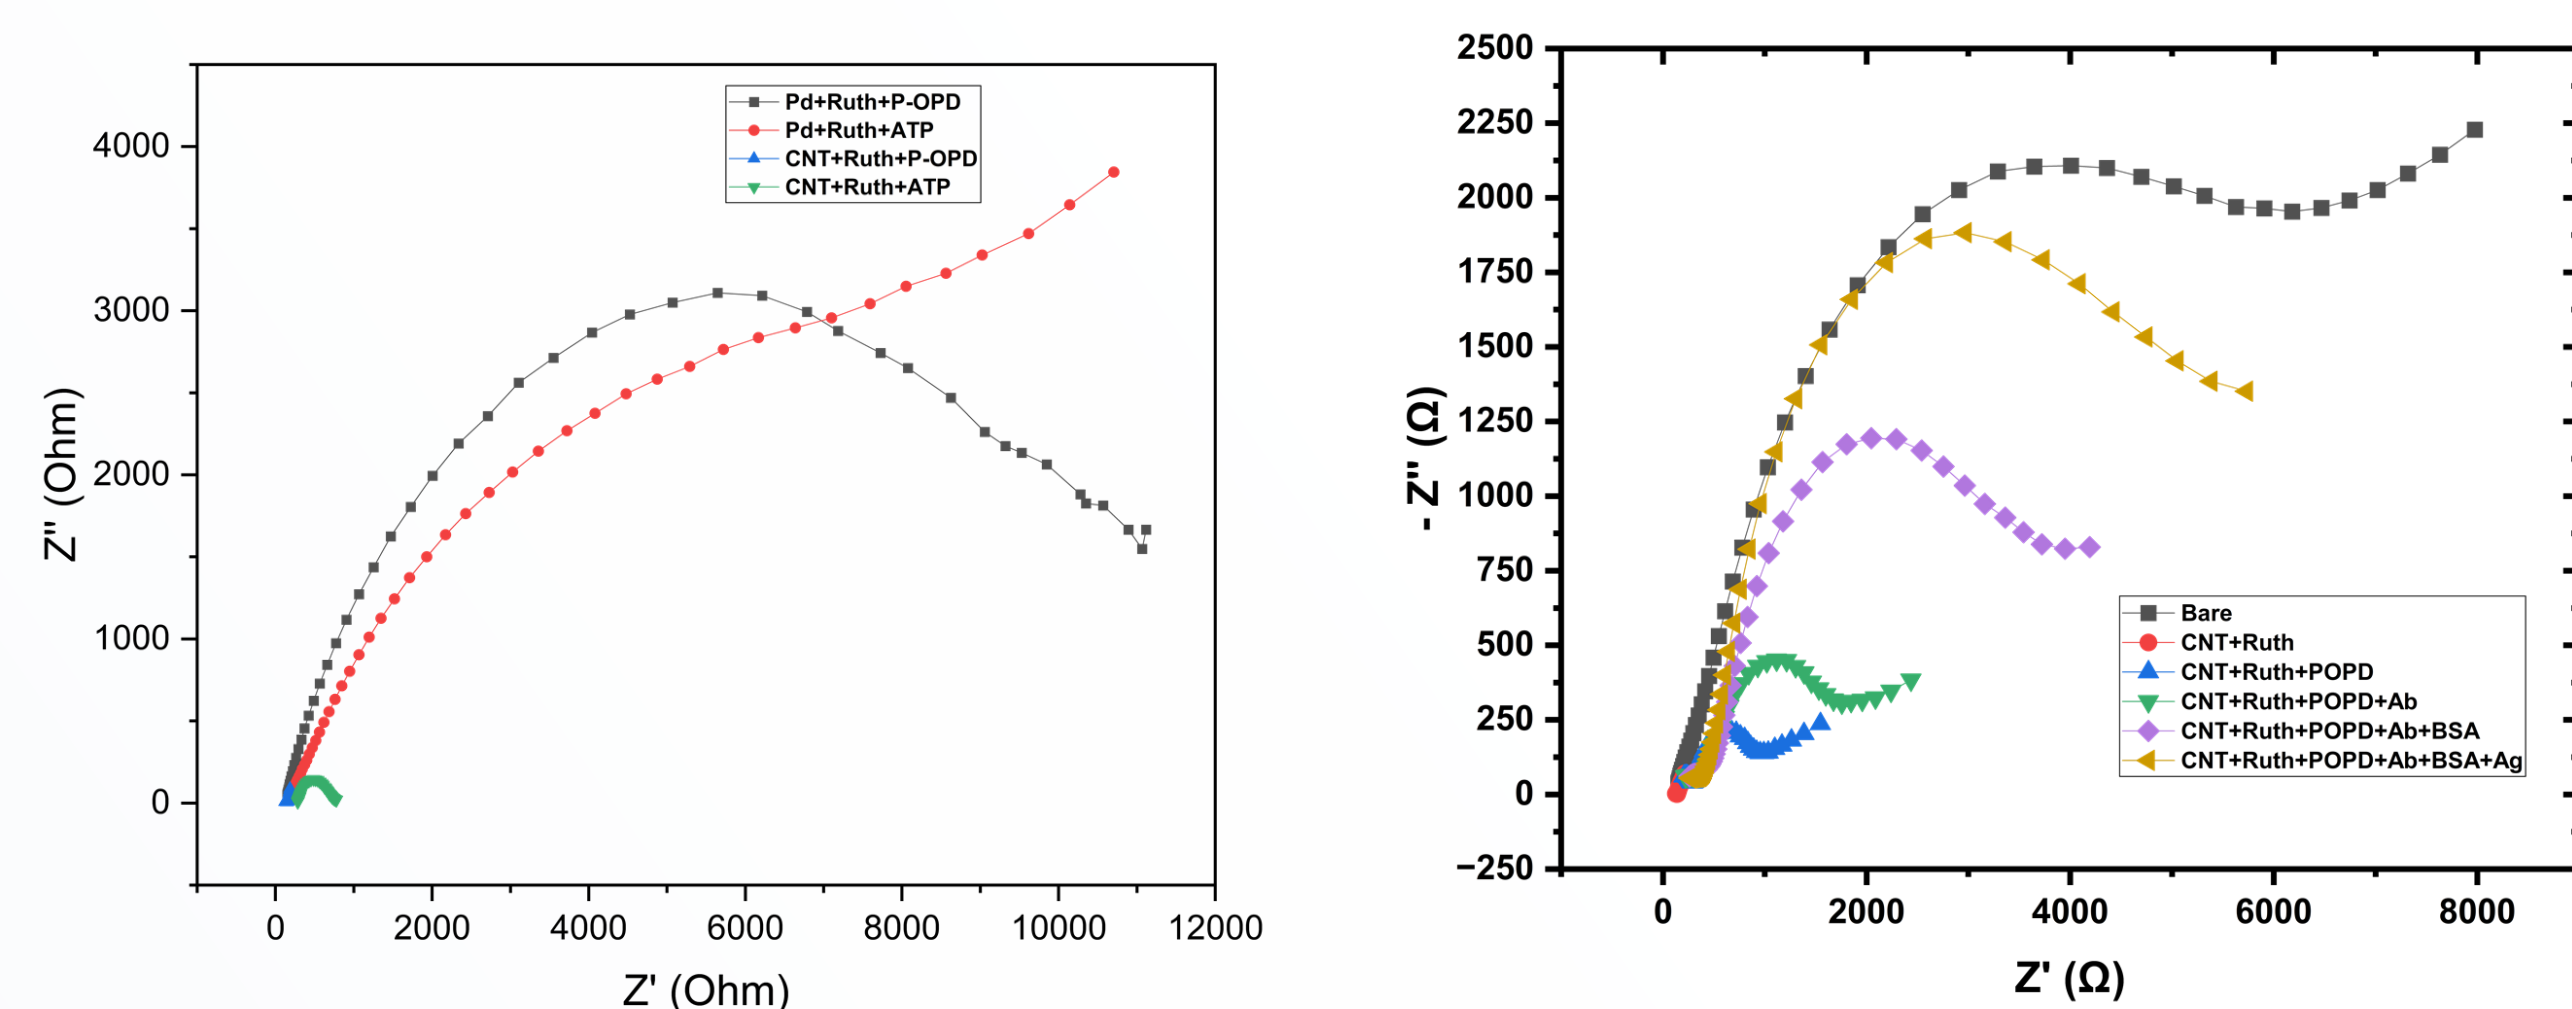 4000
3000
2000
1000
0
Z'' (Ohm)
Pd+Ruth+P-OPD
Pd+Ruth+ATP
CNT+Ruth+P-OPD
CNT+Ruth+ATP
0 2000 4000 6000 8000 10000 12000
Z' (Ohm)
2500
2250
2000
1750
1500
1250
1000
750
500
250
0
−250
- Z'' (Ω)
Bare
CNT+Ruth
CNT+Ruth+POPD
CNT+Ruth+POPD+Ab
CNT+Ruth+POPD+Ab+BSA
CNT+Ruth+POPD+Ab+BSA+Ag
0 2000 4000 6000 8000
Z' (Ω)